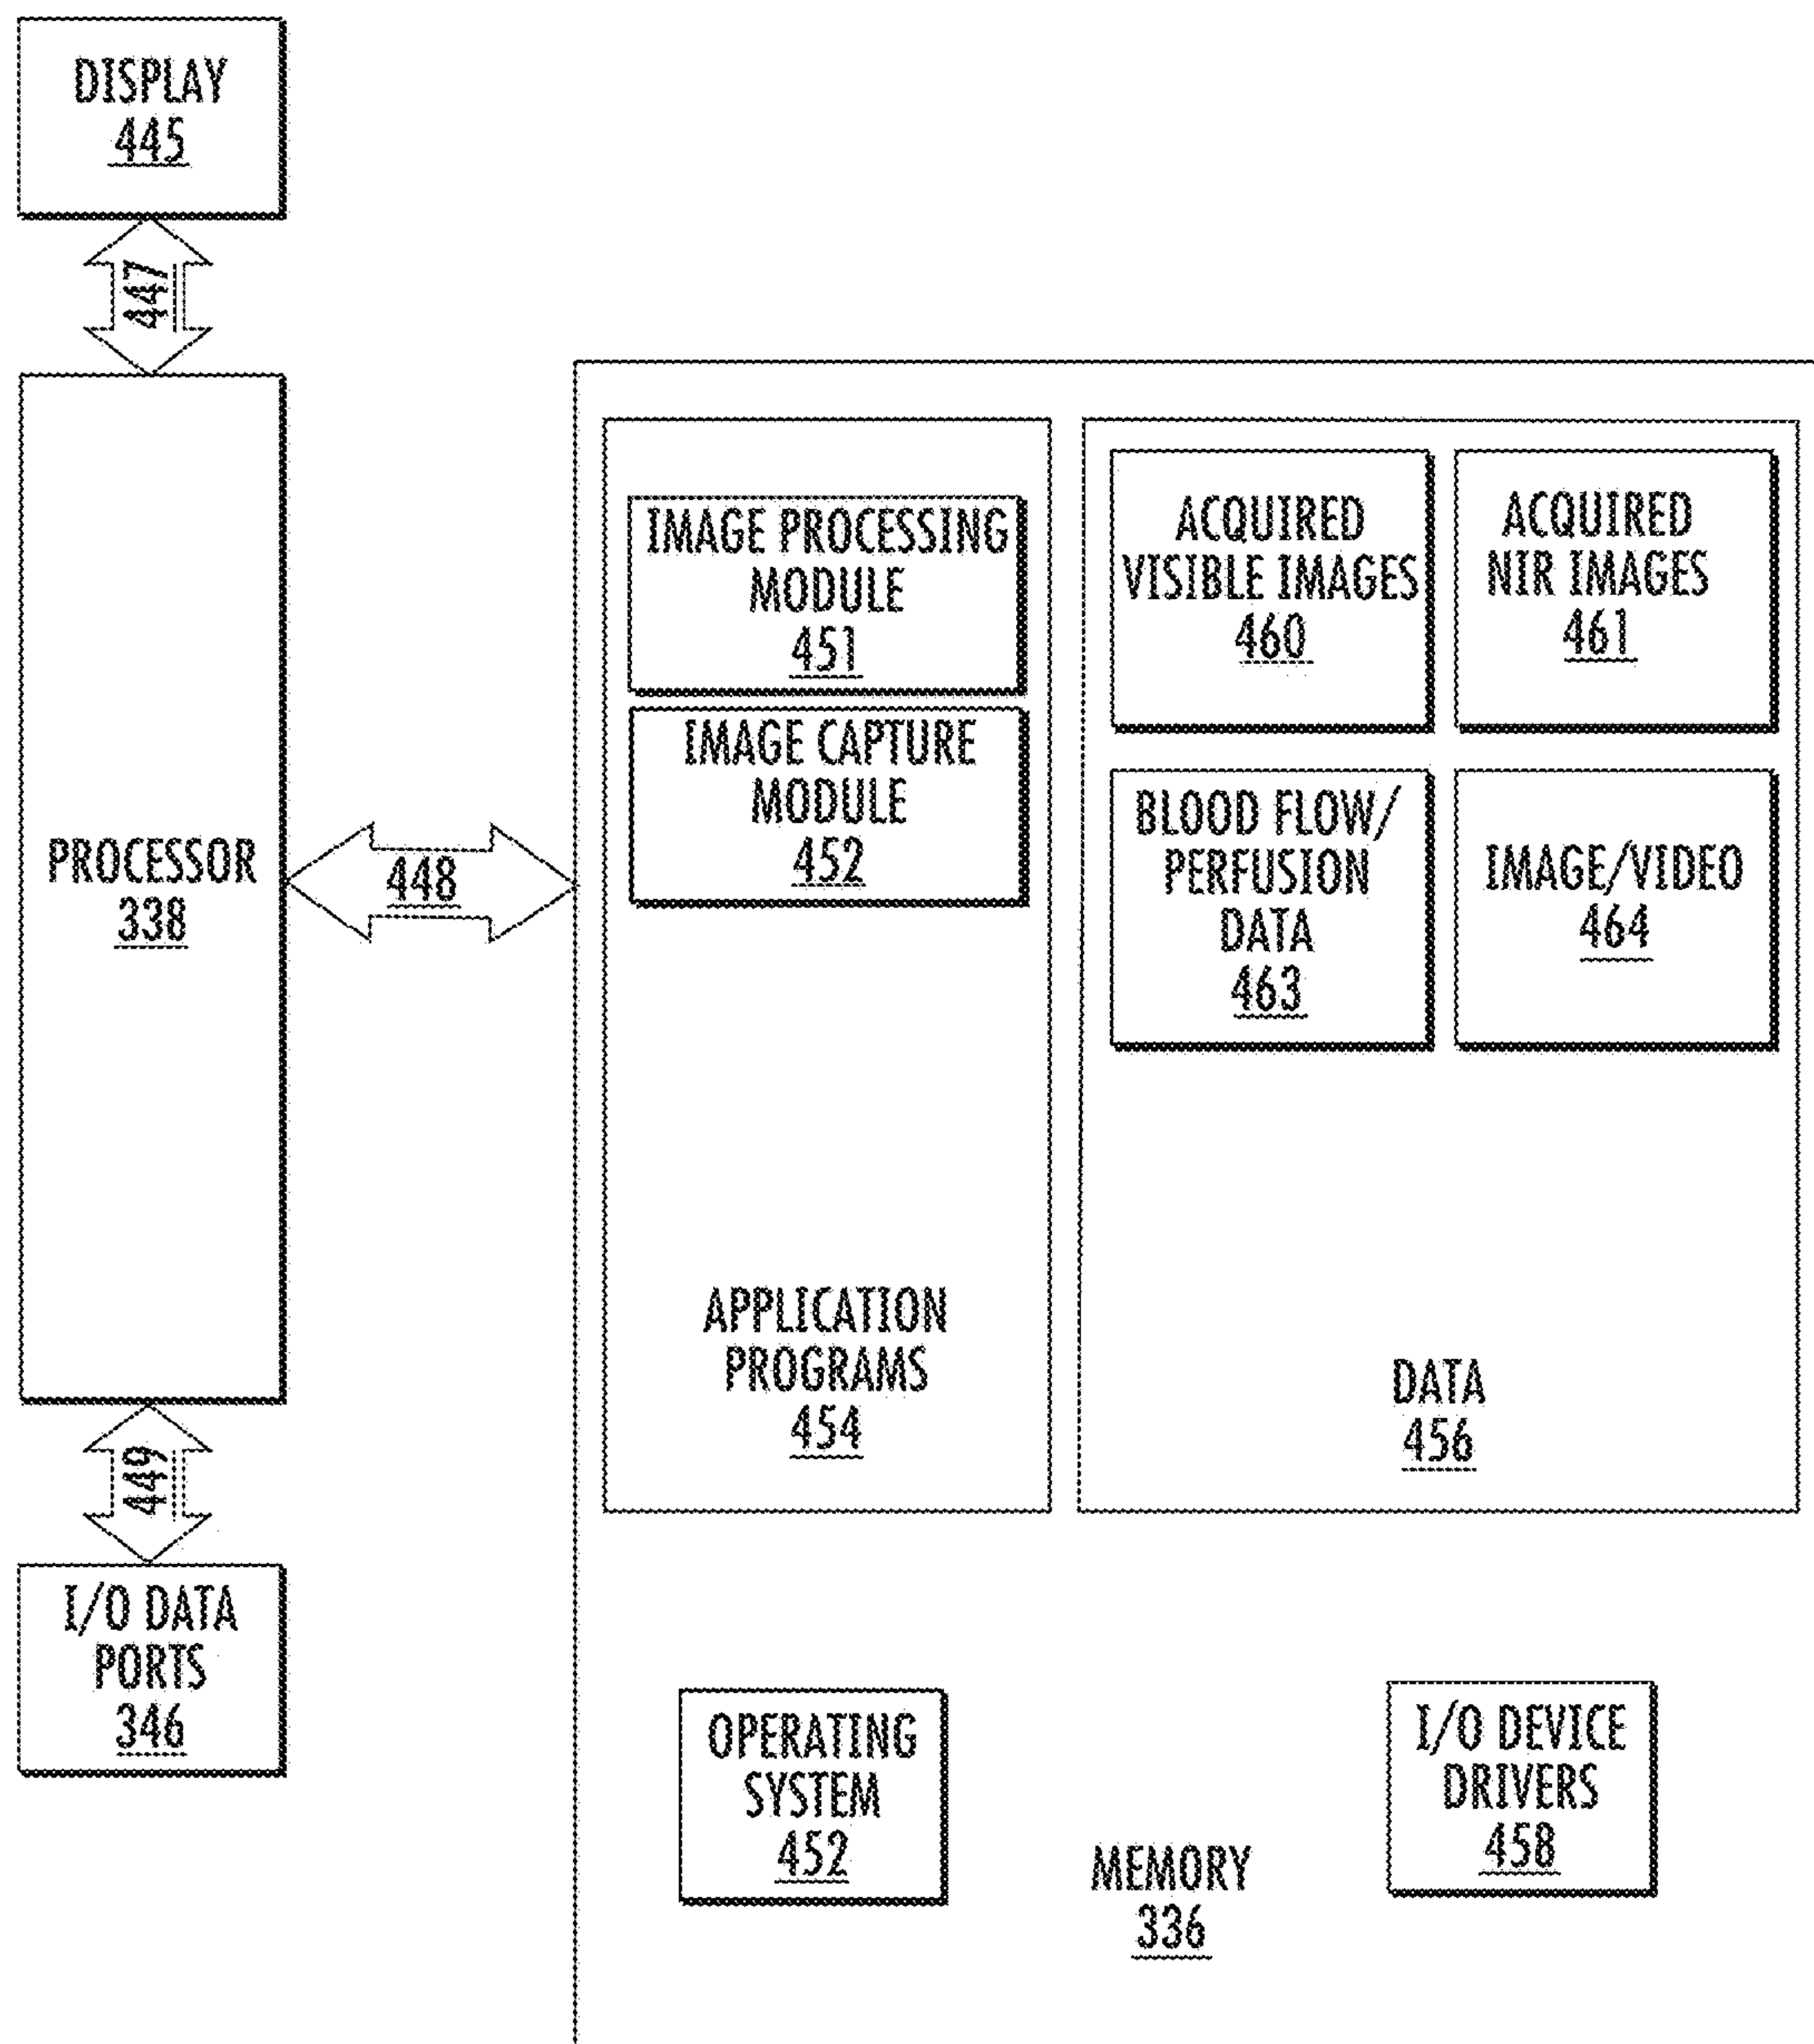 DISPLAY
445
447
PROCESSOR
338
448
449
I/O DATA
PORTS
346
IMAGE PROCESSING
MODULE
451
IMAGE CAPTURE
MODULE
452
APPLICATION
PROGRAMS
454
ACQUIRED
VISIBLE IMAGES
460
ACQUIRED
NIR IMAGES
461
BLOOD FLOW/
PERFUSION
DATA
463
IMAGE/VIDEO
464
DATA
456
OPERATING
SYSTEM
452
MEMORY
336
I/O DEVICE
DRIVERS
458